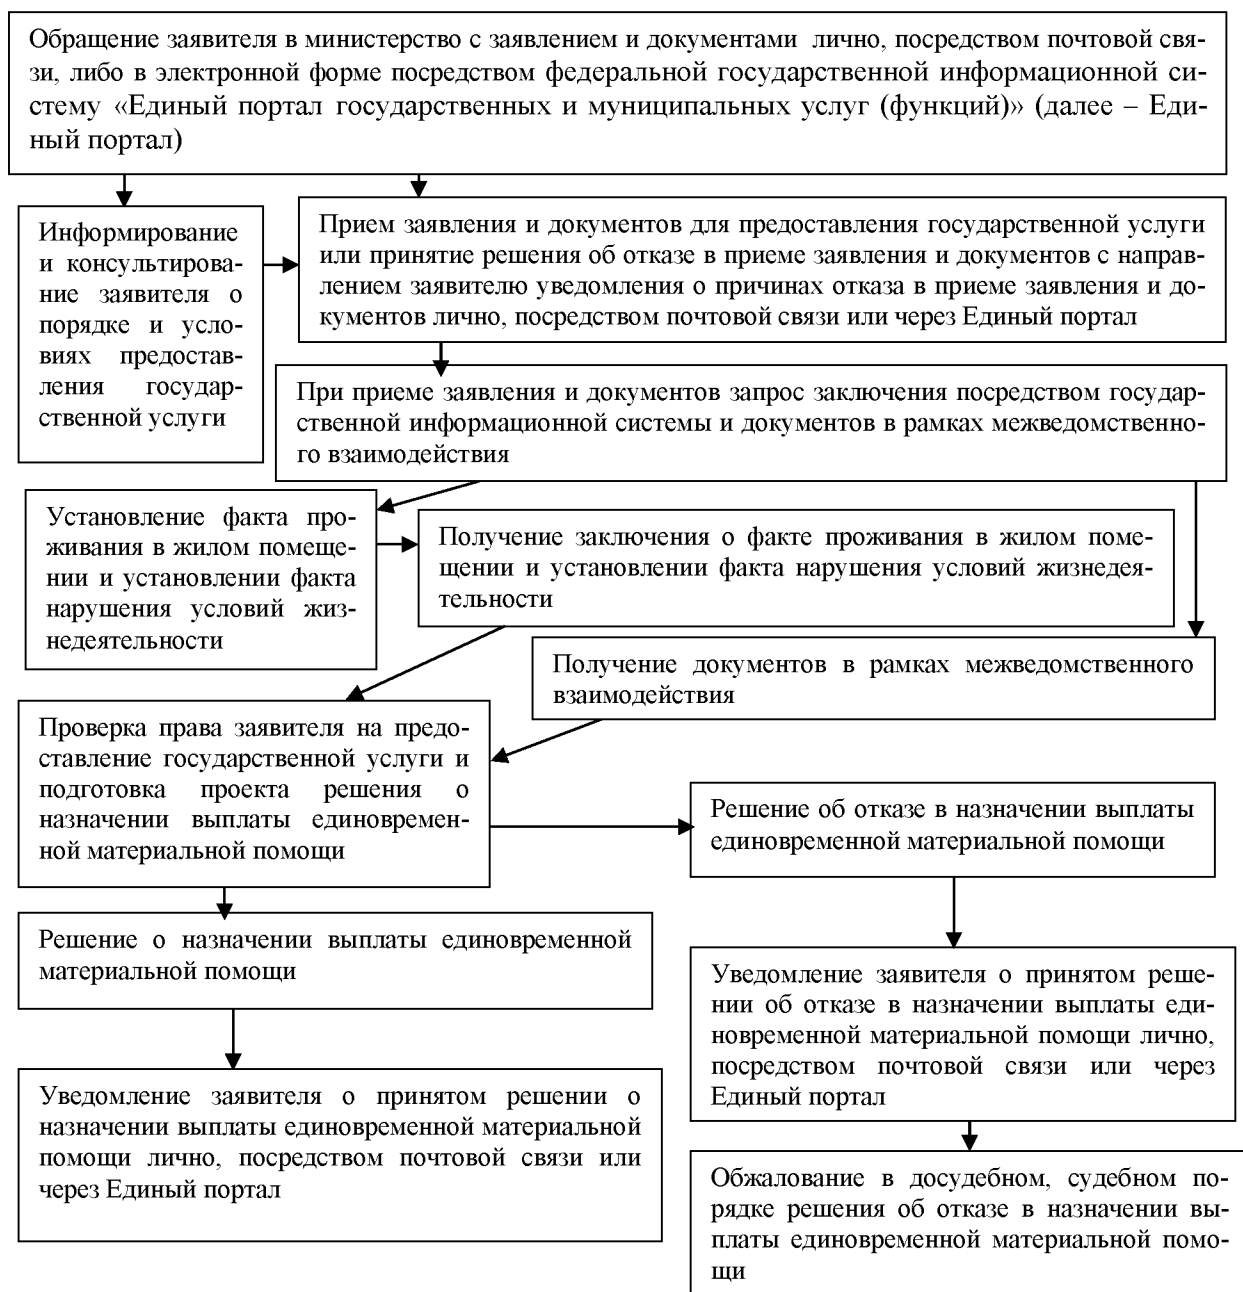 Обращение заявителя в министерство с заявлением и документами лично, посредством почтовой свя-
зи, либо в электронной форме посредством федеральной государственной информационной си-
стему «Единый портал государственных и муниципальных услуг (функций)» (далее – Еди-
ный портал)
Информирование
и консультирова-
ние заявителя о
порядке и усло-
виях предостав-
ления государ-
ственной услуги
Прием заявления и документов для предоставления государственной услуги
или принятие решения об отказе в приеме заявления и документов с направ-
лением заявителю уведомления о причинах отказа в приеме заявления и до-
кументов лично, посредством почтовой связи или через Единый портал
При приеме заявления и документов запрос заключения посредством государ-
ственной информационной системы и документов в рамках межведомственно-
го взаимодействия
Установление факта про-
живания в жилом помеще-
нии и установлении факта
нарушения условий жиз-
недеятельности
Получение заключения о факте проживания в жилом поме-
щении и установлении факта нарушения условий жизнедея-
тельности
Получение документов в рамках межведомственного
взаимодействия
Проверка права заявителя на предо-
ставление государственной услуги и
подготовка проекта решения о
назначении выплаты единовремен-
ной материальной помощи
Решение об отказе в назначении выплаты
единовременной материальной помощи
Решение о назначении выплаты единовременной
материальной помощи
Уведомление заявителя о принятом реше-
нии об отказе в назначении выплаты еди-
новременной материальной помощи лично,
посредством почтовой связи или через
Единый портал
Уведомление заявителя о принятом решении о
назначении выплаты единовременной материальной
помощи лично, посредством почтовой связи или
через Единый портал
Обжалование в досудебном, судебном по-
рядке решения об отказе в назначении вы-
платы единовременной материальной помо-
щи